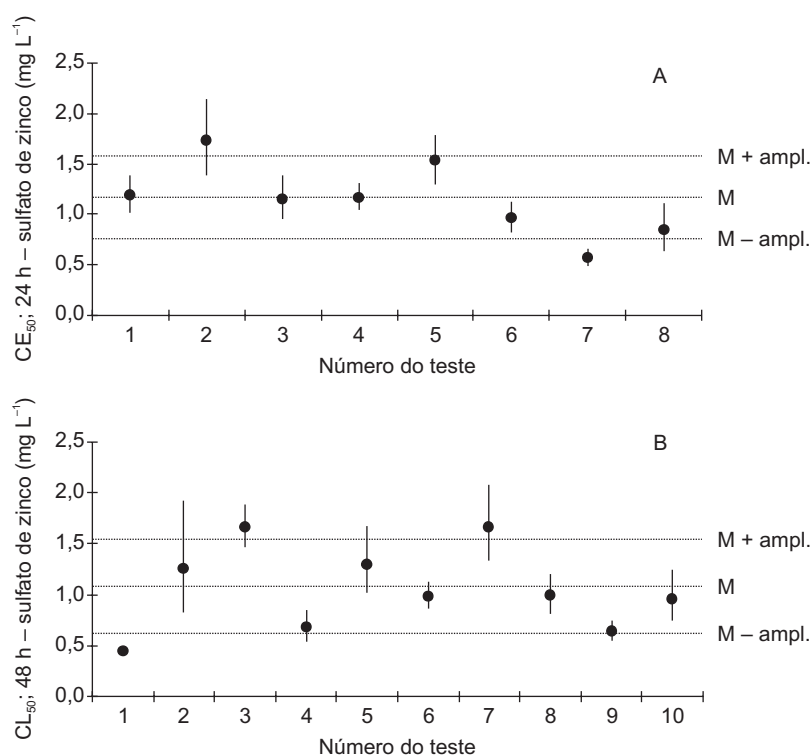 CE₅₀; 24 h – sulfato de zinco (mg L⁻¹)
A
2,5
2,0
1,5
1,0
0,5
0,0
M + ampl.
M
M – ampl.
1 2 3 4 5 6 7 8
Número do teste
CL₅₀; 48 h – sulfato de zinco (mg L⁻¹)
B
2,5
2,0
1,5
1,0
0,5
0,0
M + ampl.
M
M – ampl.
1 2 3 4 5 6 7 8 9 10
Número do teste